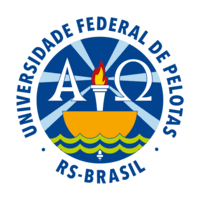 UNIVERSIDADE FEDERAL DE PELOTAS
Α Ω
RS-BRASIL